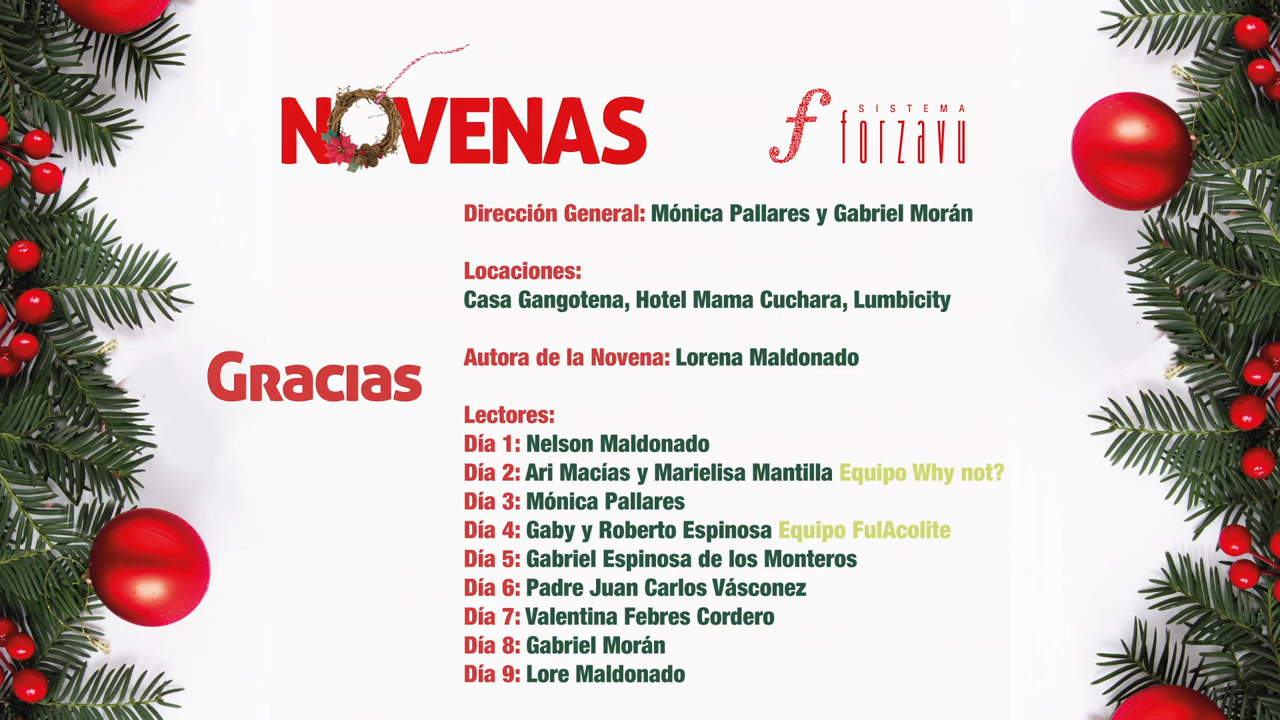 NOVENAS
SISTEMA
forzavu
Dirección General: Mónica Pallares y Gabriel Morán
Locaciones:
Casa Gangotena, Hotel Mama Cuchara, Lumbicity
Autora de la Novena: Lorena Maldonado
Gracias
Lectores:
Día 1: Nelson Maldonado
Día 2: Ari Macías y Marielisa Mantilla Equipo Why not?
Día 3: Mónica Pallares
Día 4: Gaby y Roberto Espinosa Equipo FulAcolite
Día 5: Gabriel Espinosa de los Monteros
Día 6: Padre Juan Carlos Vásconez
Día 7: Valentina Febres Cordero
Día 8: Gabriel Morán
Día 9: Lore Maldonado